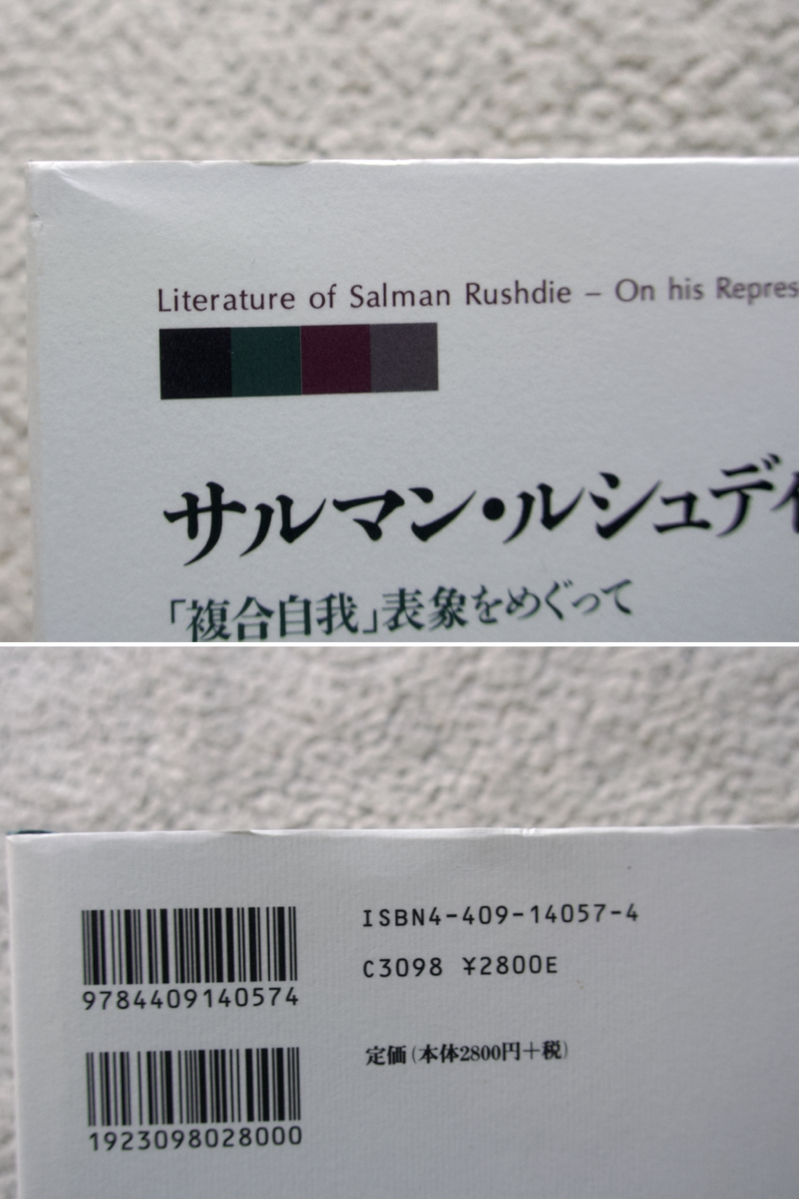 Literature of Salman Rushdie – On his Repres
サルマン・ルシュデイ
「複合自我」表象をめぐって
ISBN4-409-14057-4
C3098 ¥2800E
9784409140574
定価(本体2800円+税)
1923098028000